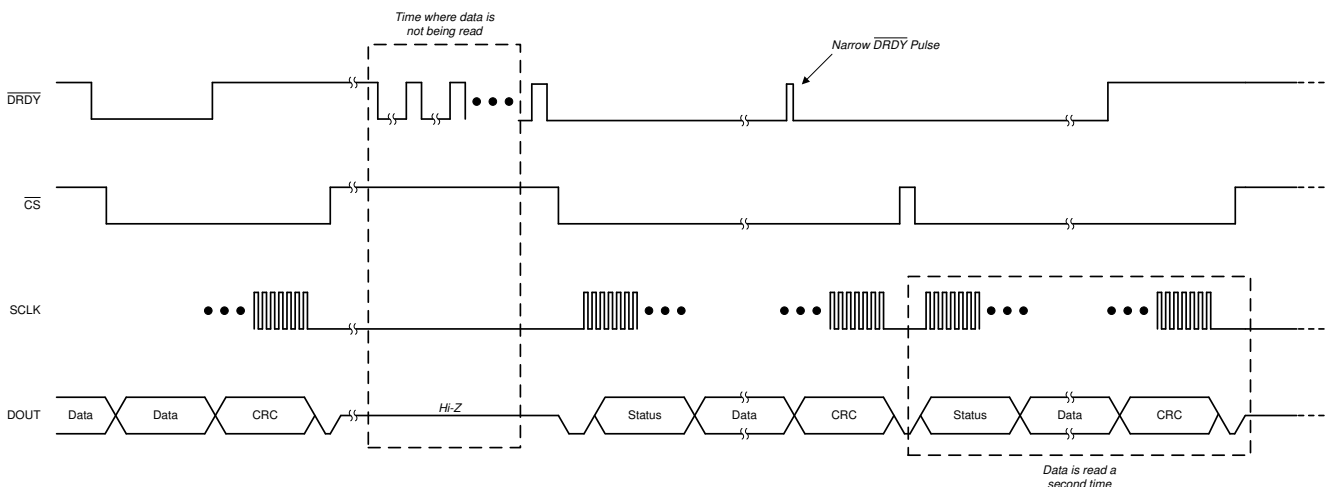 Time where data is
not being read
Narrow DRDY Pulse
DRDY
CS
SCLK
DOUT
Data
Data
CRC
Hi-Z
Status
Data
CRC
Status
Data
CRC
Data is read a
second time